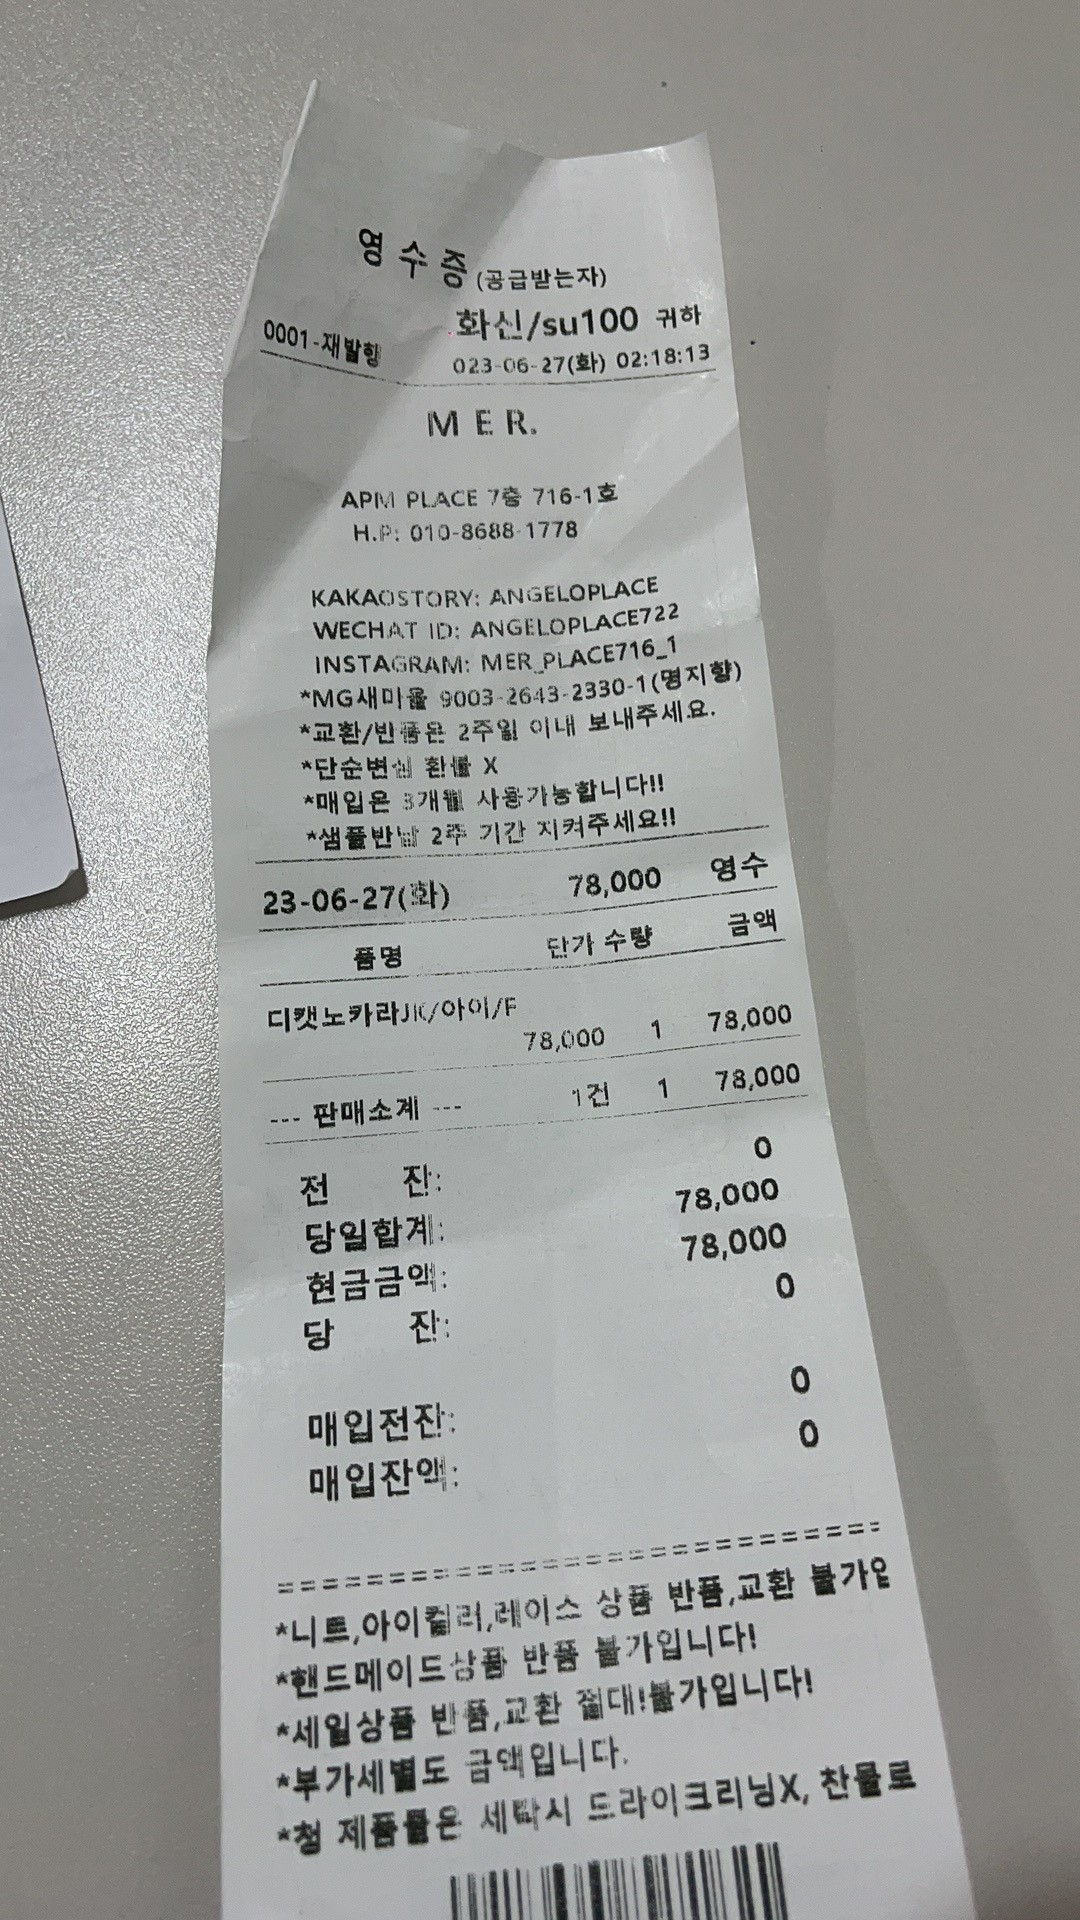 영수증 (공급받는자)
화신/su100 귀하
0001-재발행
023-06-27(화) 02:18:13
M E R.
APM PLACE 7층 716-1호
H.P: 010-8688-1778
KAKAOSTORY: ANGELOPLACE
WECHAT ID: ANGELOPLACE722
INSTAGRAM: MER_PLACE716_1
*MG새마을 9003-2643-2330-1(명지향)
*교환/반품은 2주일 이내 보내주세요.
*단순변심 환불 X
*매입은 3개월 사용가능합니다!!
*샘플반납 2주 기간 지켜주세요!!
23-06-27(화) 78,000 영수
품명 단가 수량 금액
디캣노카라JK/아이/F
78,000 1 78,000
--- 판매소계 --- 1건 1 78,000
전 잔: 0
당일합계: 78,000
현금금액: 78,000
당 잔: 0
매입전잔: 0
매입잔액: 0
==============================
*니트,아이컬러,레이스 상품 반품,교환 불가입
*핸드메이드상품 반품 불가입니다!
*세일상품 반품,교환 절대!불가입니다!
*부가세별도 금액입니다.
*청 제품들은 세탁시 드라이크리닝X, 찬물로